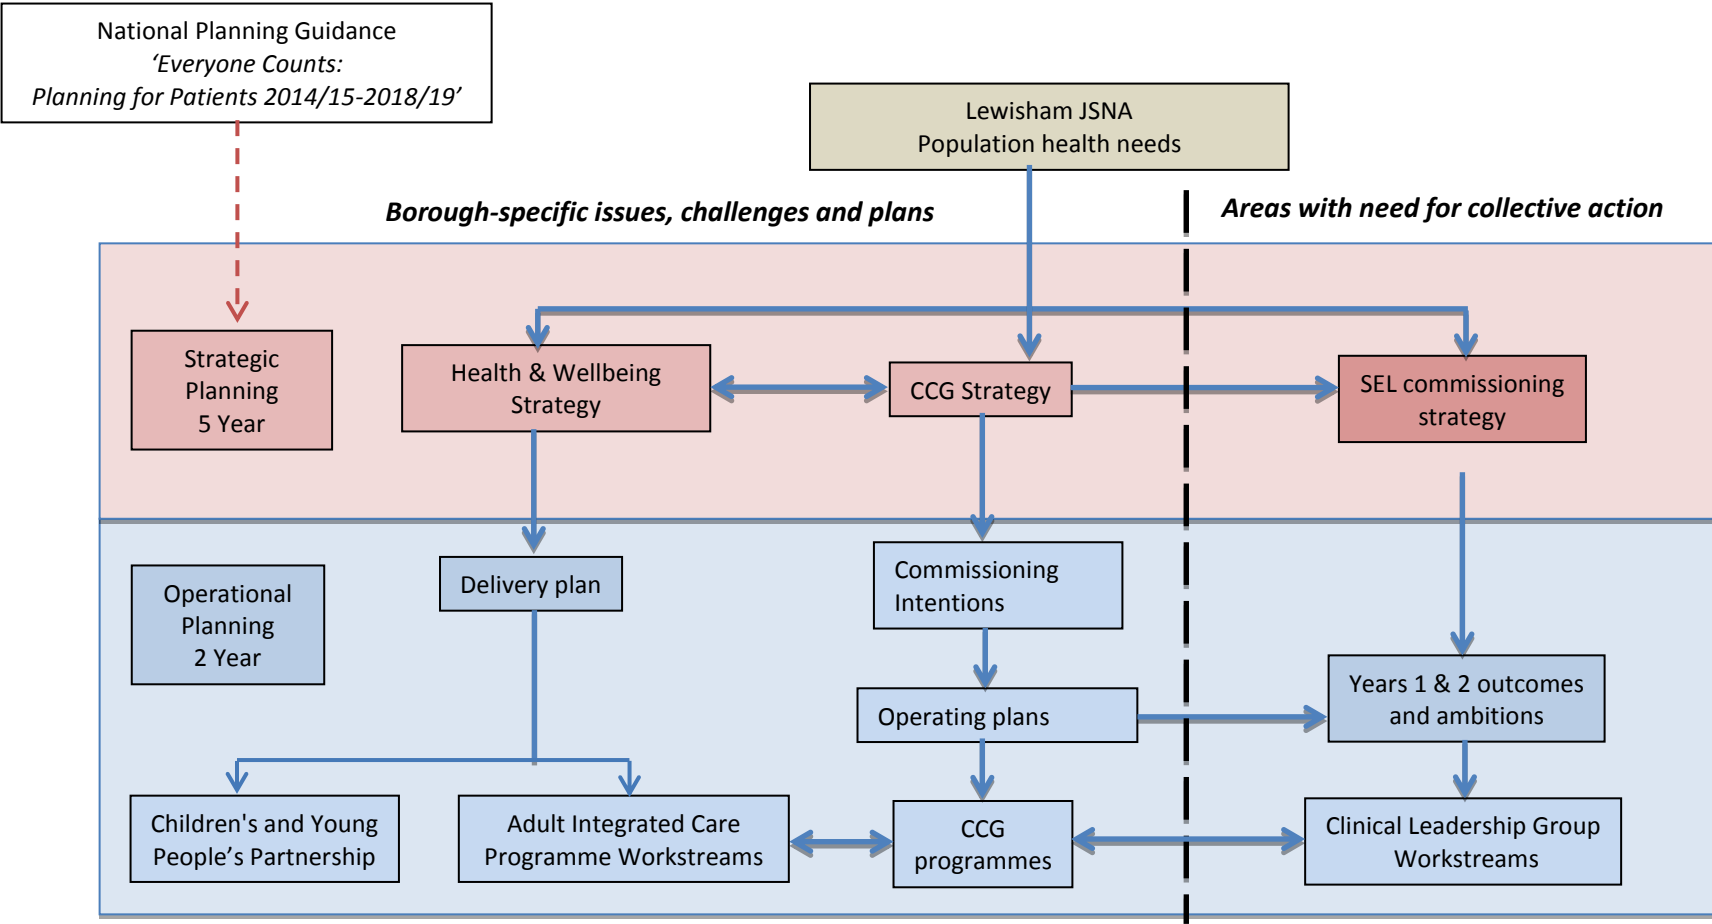 National Planning Guidance
‘Everyone Counts:
Planning for Patients 2014/15-2018/19’
Lewisham JSNA
Population health needs
Borough-specific issues, challenges and plans
Areas with need for collective action
Strategic
Planning
5 Year
Health & Wellbeing
Strategy
CCG Strategy
SEL commissioning
strategy
Operational
Planning
2 Year
Delivery plan
Commissioning
Intentions
Operating plans
Years 1 & 2 outcomes
and ambitions
Children's and Young
People’s Partnership
Adult Integrated Care
Programme Workstreams
CCG
programmes
Clinical Leadership Group
Workstreams